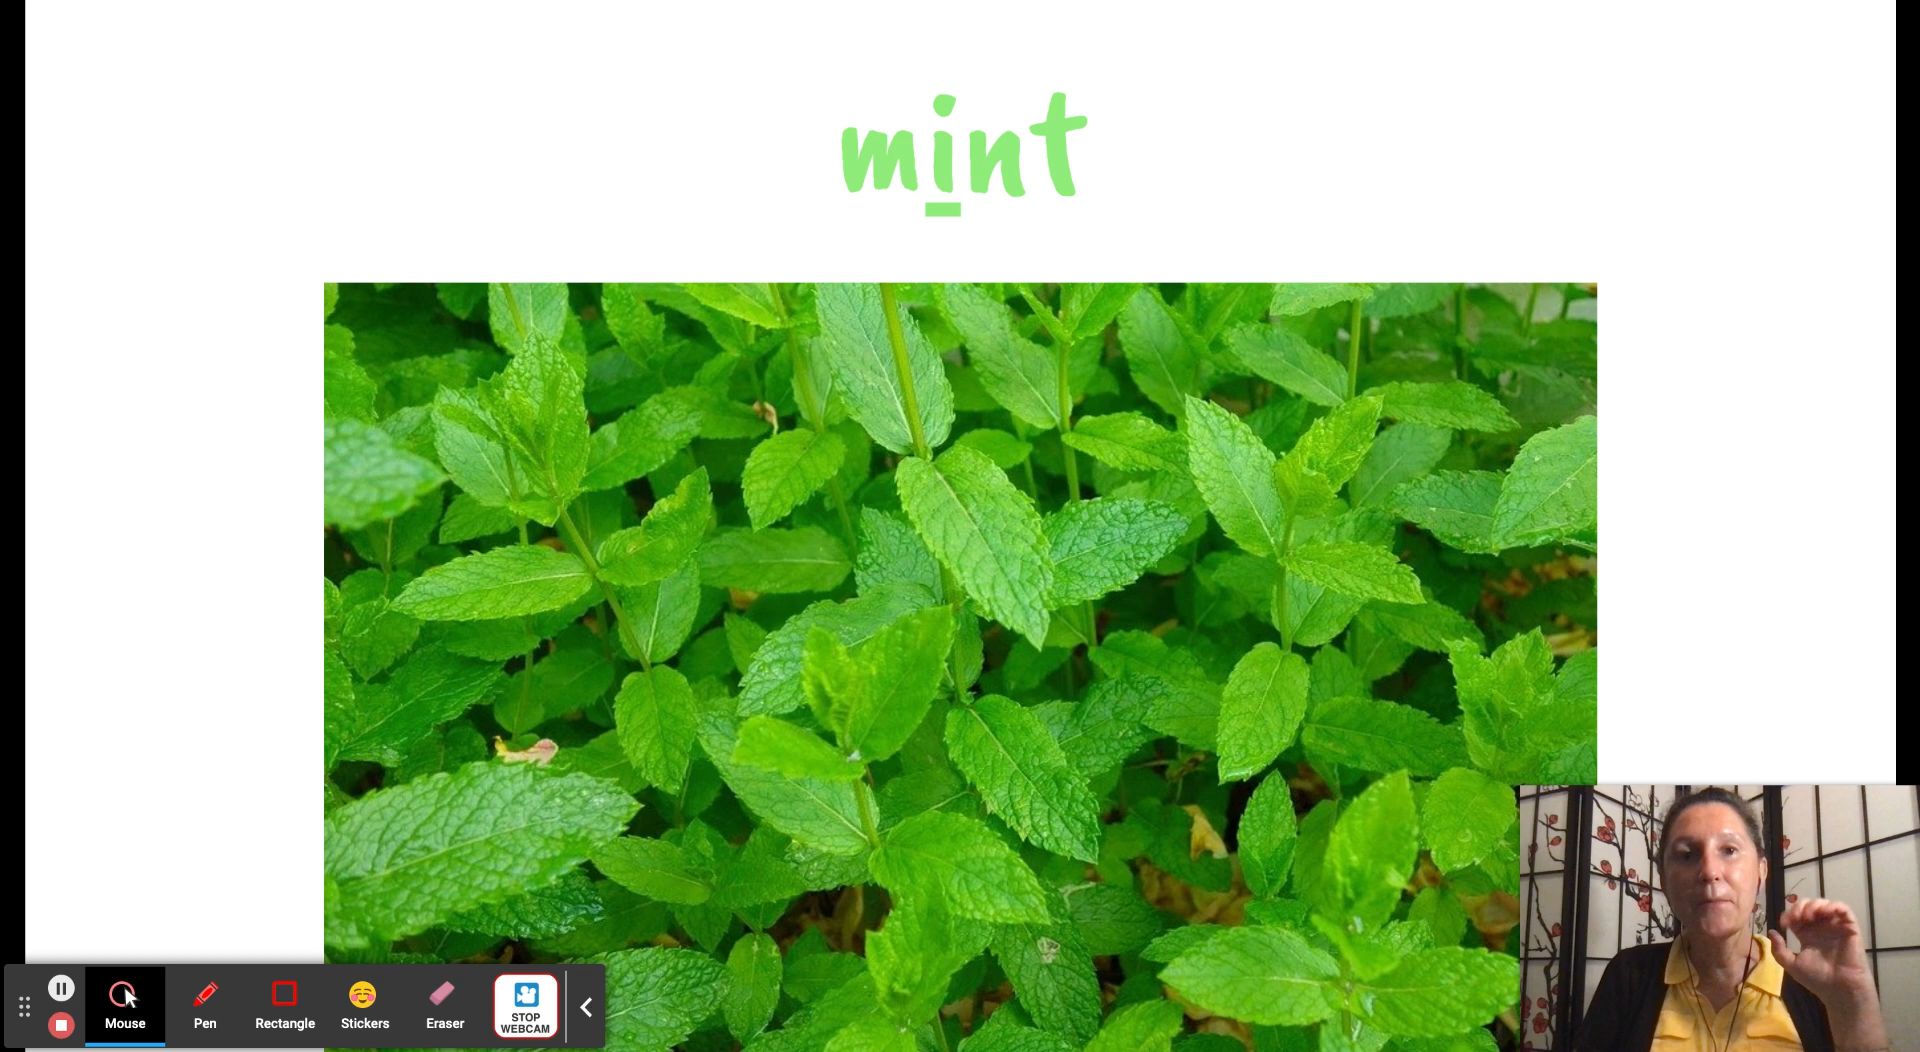 mint
Mouse
Pen
Rectangle
Stickers
Eraser
STOP
WEBCAM